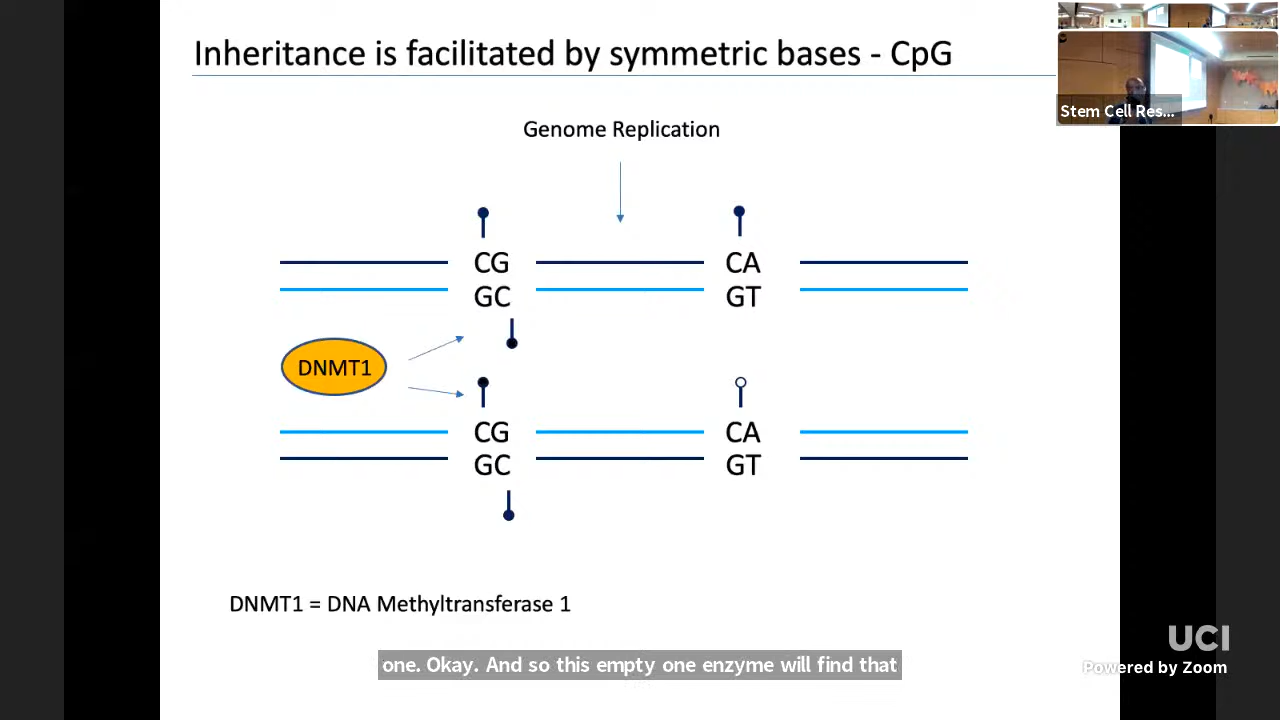 Inheritance is facilitated by symmetric bases - CpG
Stem Cell Res...
Genome Replication
CG
CA
GC
GT
DNMT1
CG
CA
GC
GT
DNMT1 = DNA Methyltransferase 1
UCI
one. Okay. And so this empty one enzyme will find that
Powered by Zoom